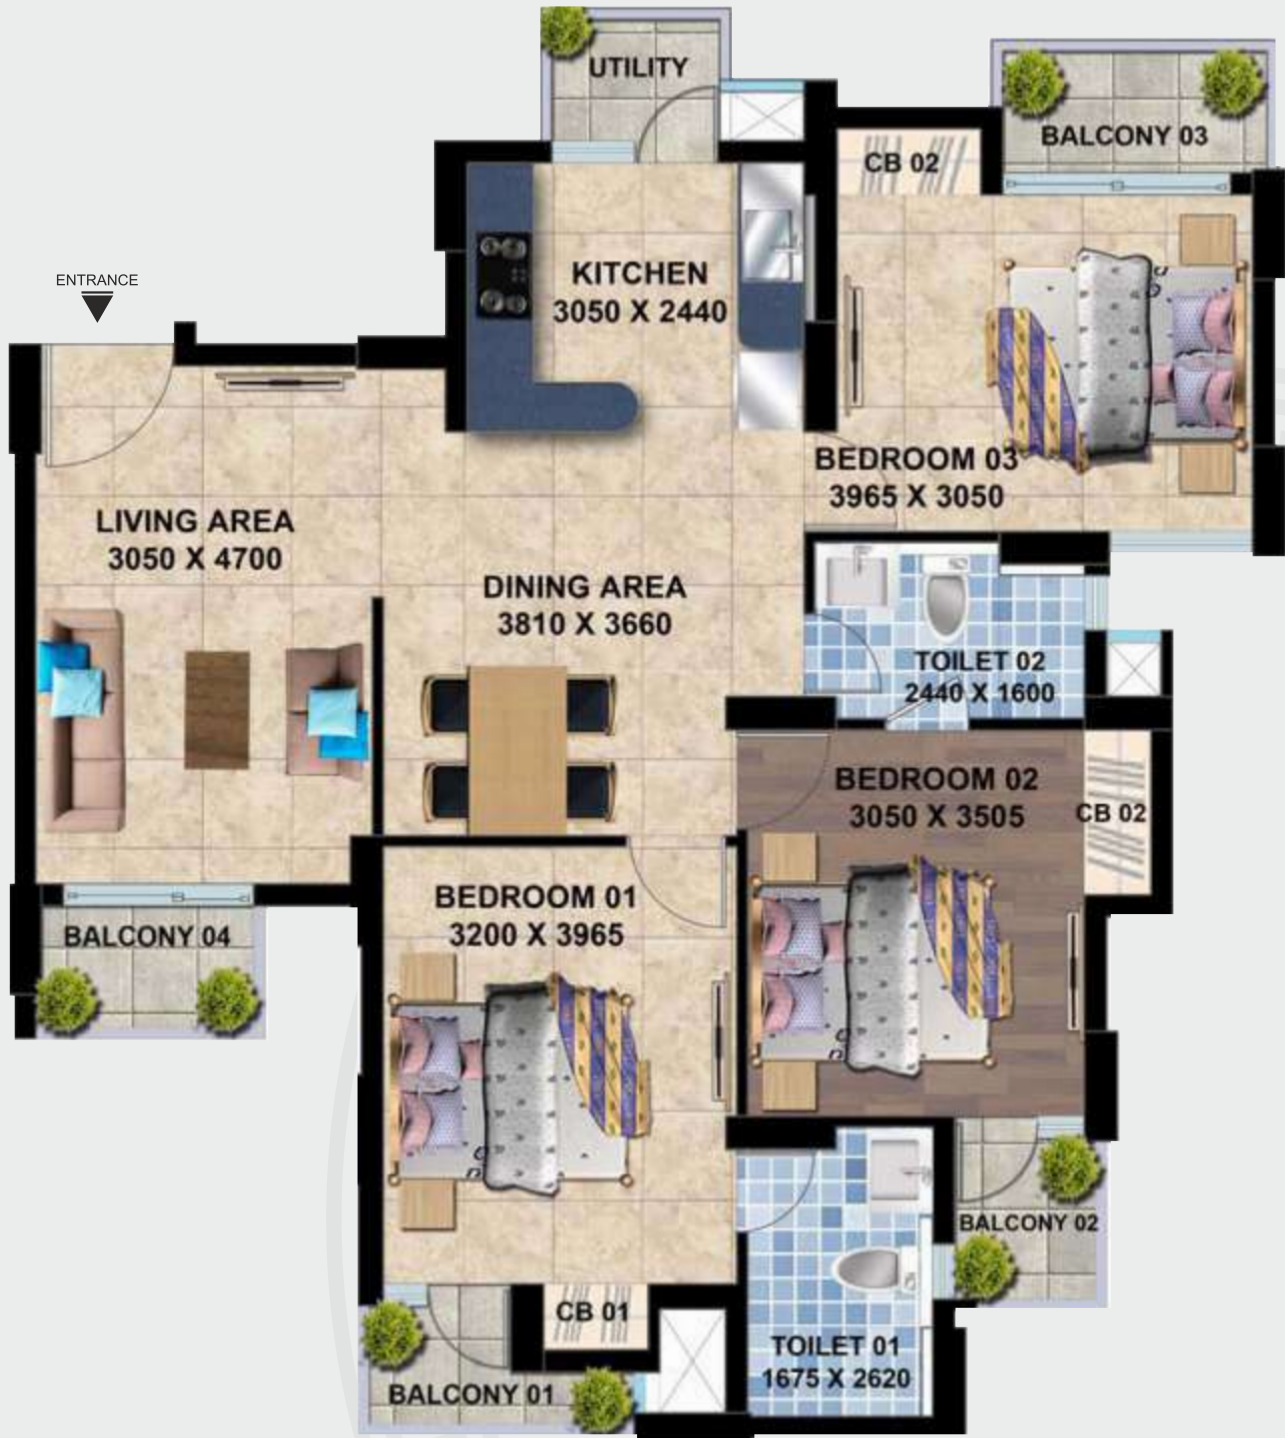 UTILITY
BALCONY 03
CB 02
KITCHEN
3050 X 2440
ENTRANCE
BEDROOM 03
3965 X 3050
LIVING AREA
3050 X 4700
DINING AREA
3810 X 3660
TOILET 02
2440 X 1600
BEDROOM 02
3050 X 3505
CB 02
BEDROOM 01
3200 X 3965
BALCONY 04
BALCONY 02
CB 01
TOILET 01
1675 X 2620
BALCONY 01